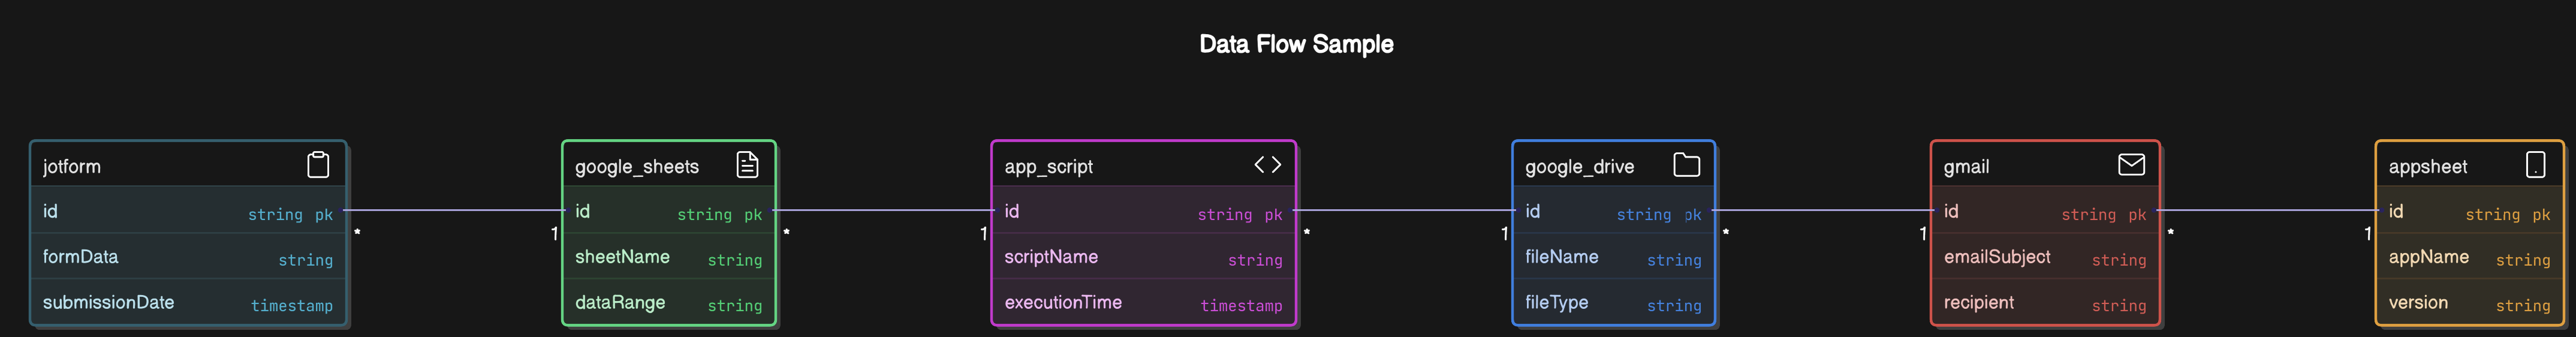 Data Flow Sample
jotform
id string pk
formData string
submissionDate timestamp
* 1
google_sheets
id string pk
sheetName string
dataRange string
* 1
app_script
id string pk
scriptName string
executionTime timestamp
* 1
google_drive
id string pk
fileName string
fileType string
* 1
gmail
id string pk
emailSubject string
recipient string
* 1
appsheet
id string pk
appName string
version string